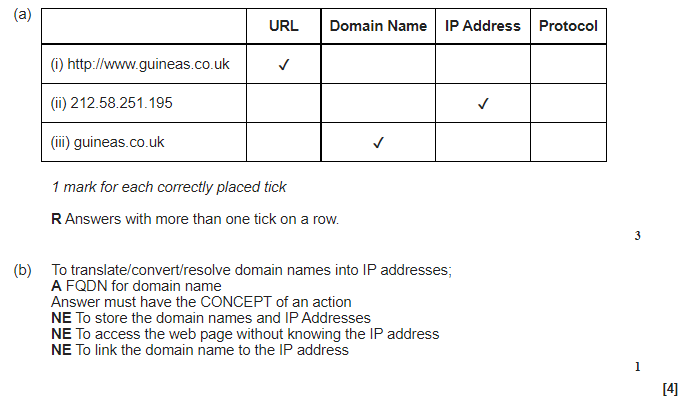 (a)
URL Domain Name IP Address Protocol
(i) http://www.guineas.co.uk ✓
(ii) 212.58.251.195 ✓
(iii) guineas.co.uk ✓
1 mark for each correctly placed tick
R Answers with more than one tick on a row.
3
(b) To translate/convert/resolve domain names into IP addresses;
A FQDN for domain name
Answer must have the CONCEPT of an action
NE To store the domain names and IP Addresses
NE To access the web page without knowing the IP address
NE To link the domain name to the IP address
1
[4]